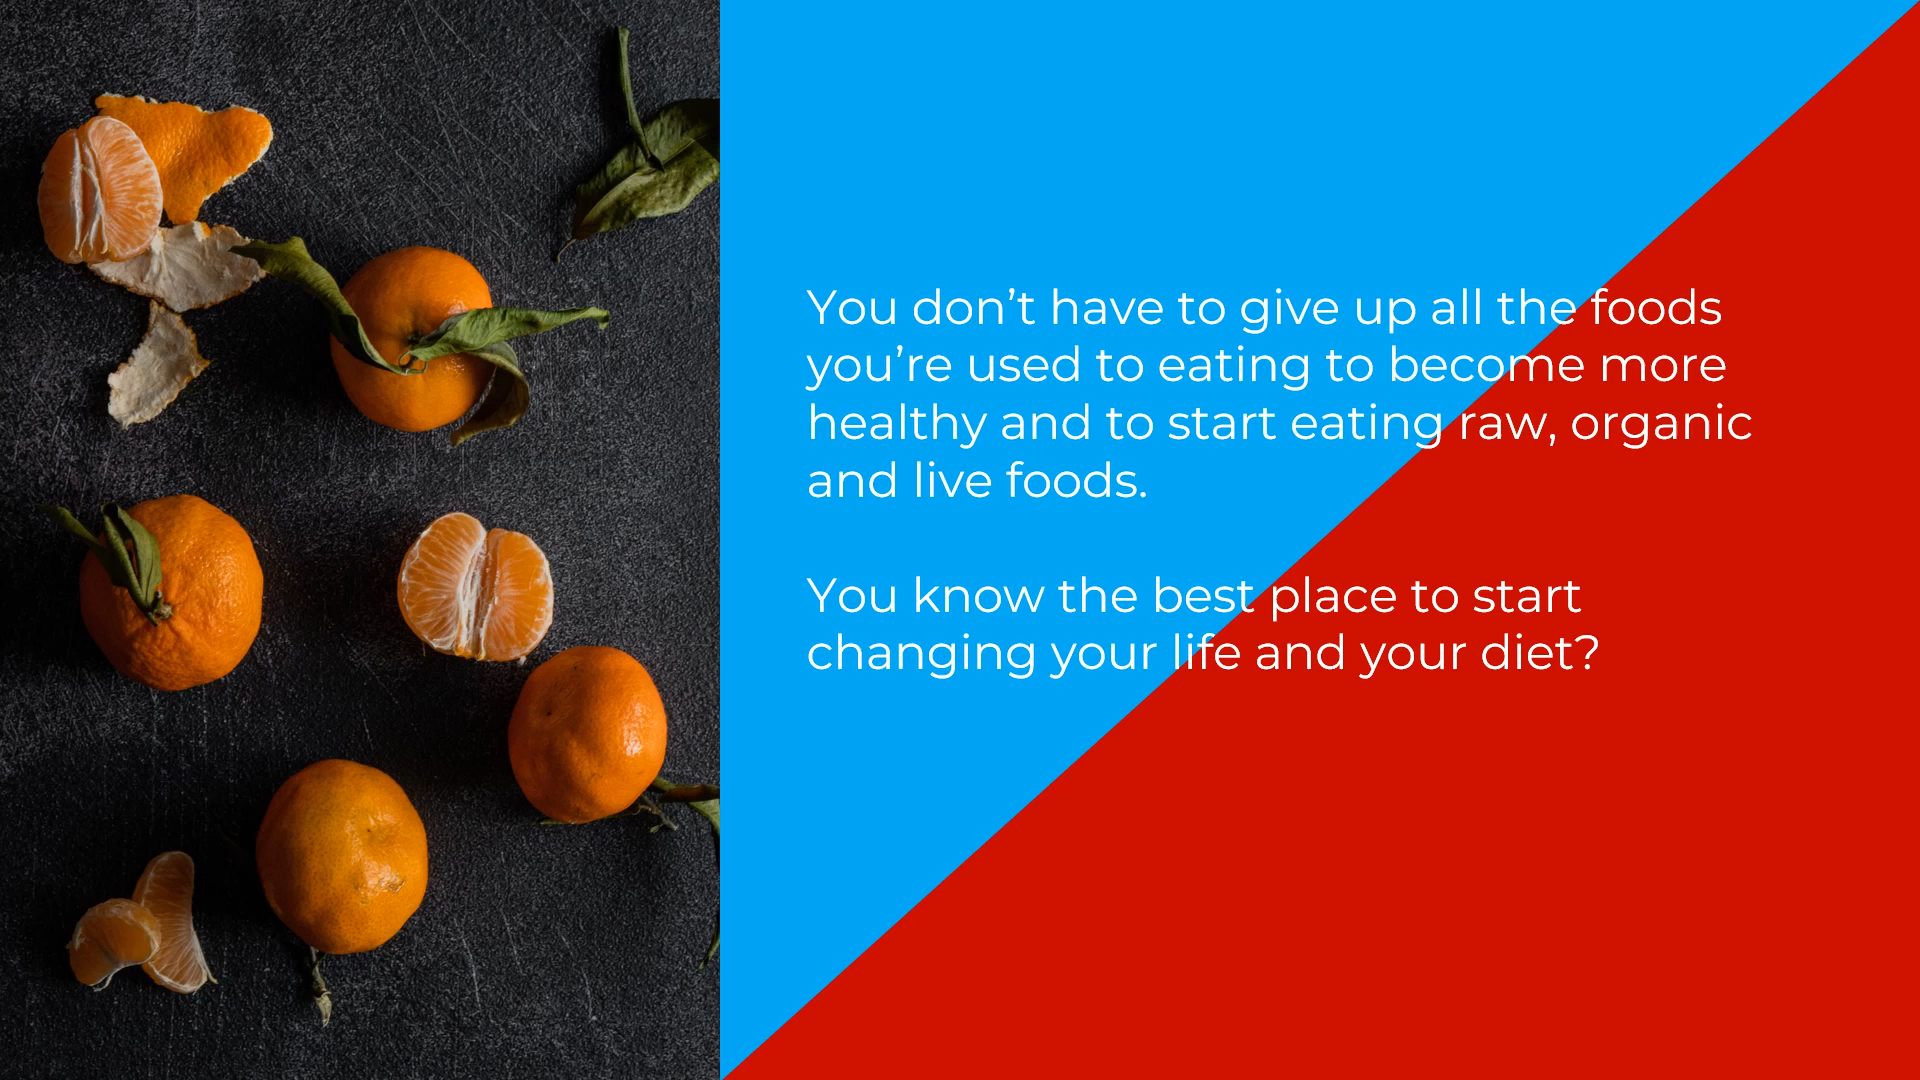 You don’t have to give up all the foods
you’re used to eating to become more
healthy and to start eating raw, organic
and live foods.
You know the best place to start
changing your life and your diet?